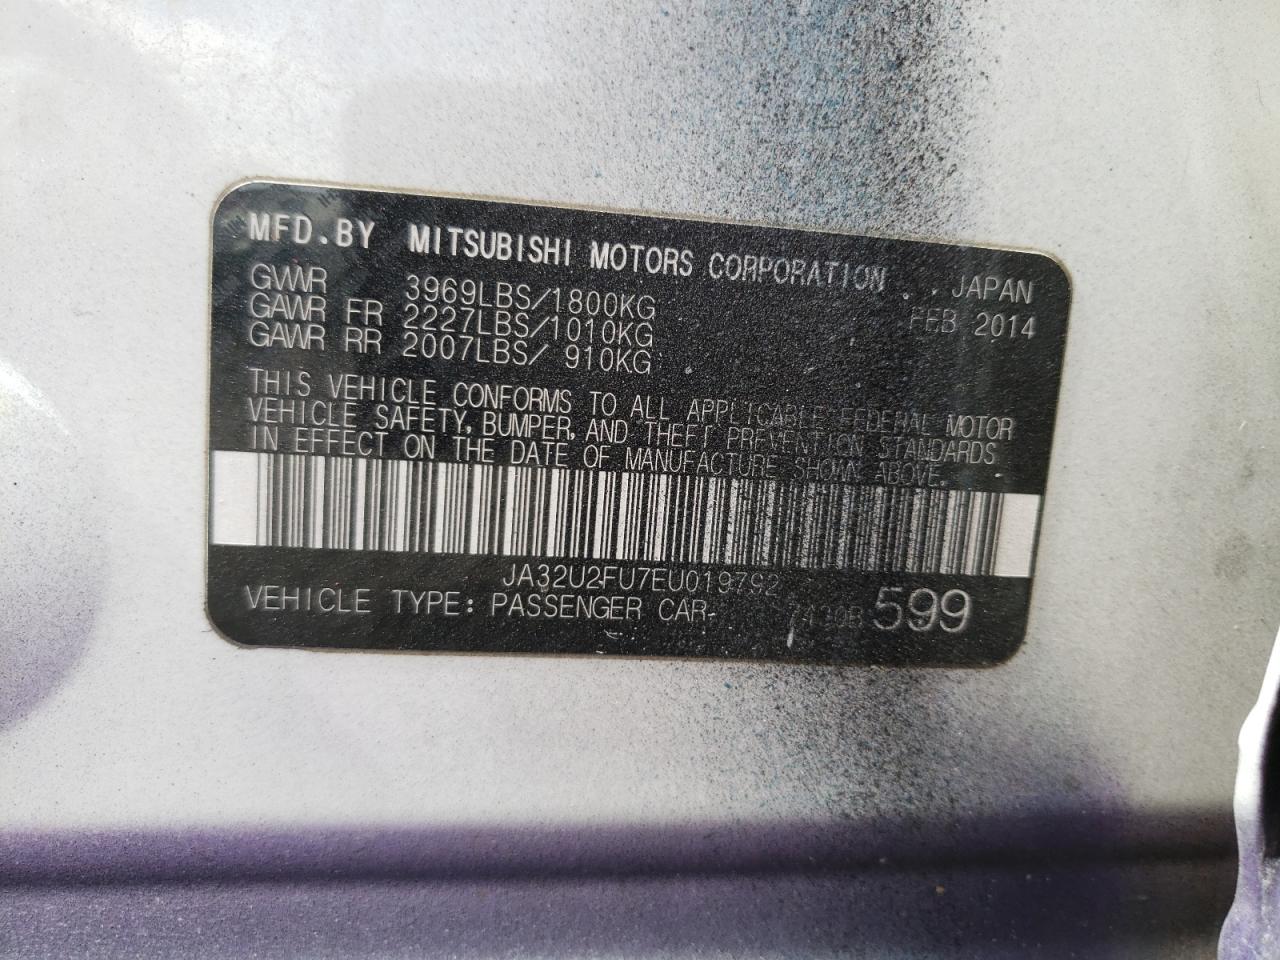 MFD.BY MITSUBISHI MOTORS CORPORATION . . JAPAN
GVWR 3969LBS/1800KG FEB 2014
GAWR FR 2227LBS/1010KG
GAWR RR 2007LBS/ 910KG
THIS VEHICLE CONFORMS TO ALL APPLICABLE FEDERAL MOTOR
VEHICLE SAFETY, BUMPER, AND THEFT PREVENTION STANDARDS
IN EFFECT ON THE DATE OF MANUFACTURE SHOWN ABOVE.
JA32U2FU7EU019792
VEHICLE TYPE: PASSENGER CAR 599